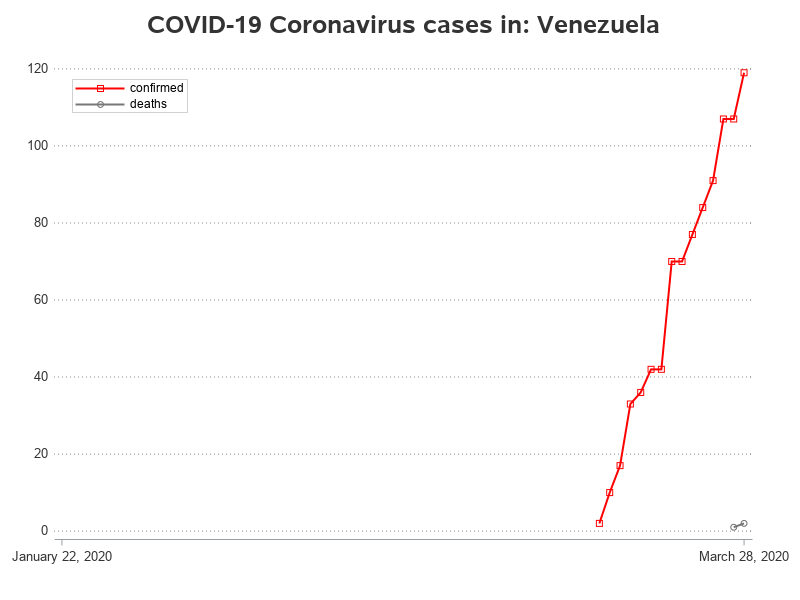 COVID-19 Coronavirus cases in: Venezuela
120
confirmed
deaths
100
80
60
40
20
0
January 22, 2020
March 28, 2020